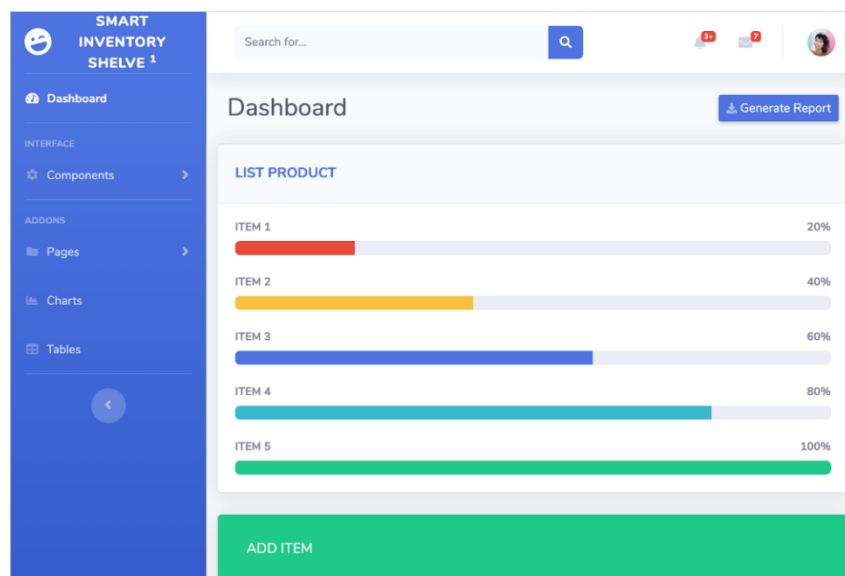 SMART
INVENTORY
SHELVE 1
Search for...
3+
7
Dashboard
Dashboard
Generate Report
INTERFACE
Components
LIST PRODUCT
ITEM 1 20%
ADDONS
Pages
ITEM 2 40%
Charts
ITEM 3 60%
Tables
ITEM 4 80%
ITEM 5 100%
ADD ITEM